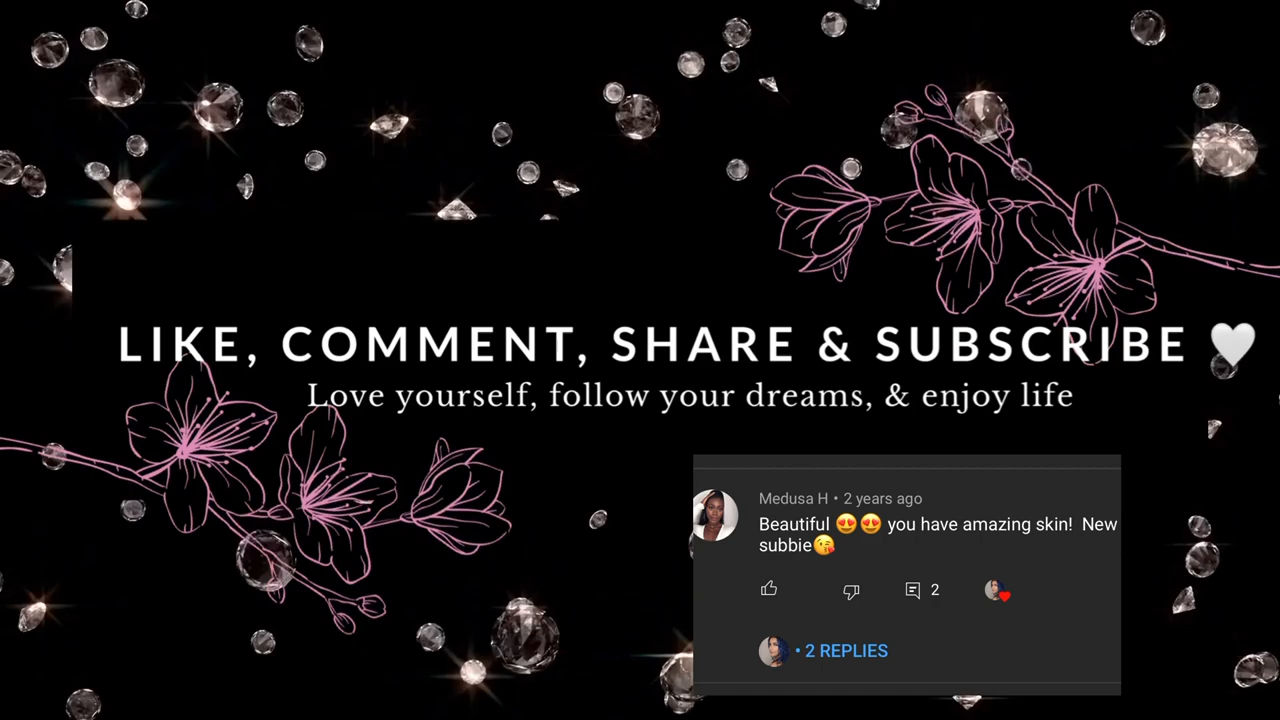 LIKE, COMMENT, SHARE & SUBSCRIBE 🤍
Love yourself, follow your dreams, & enjoy life
Medusa H • 2 years ago
Beautiful 😍😍 you have amazing skin! New
subbie😘
2
• 2 REPLIES